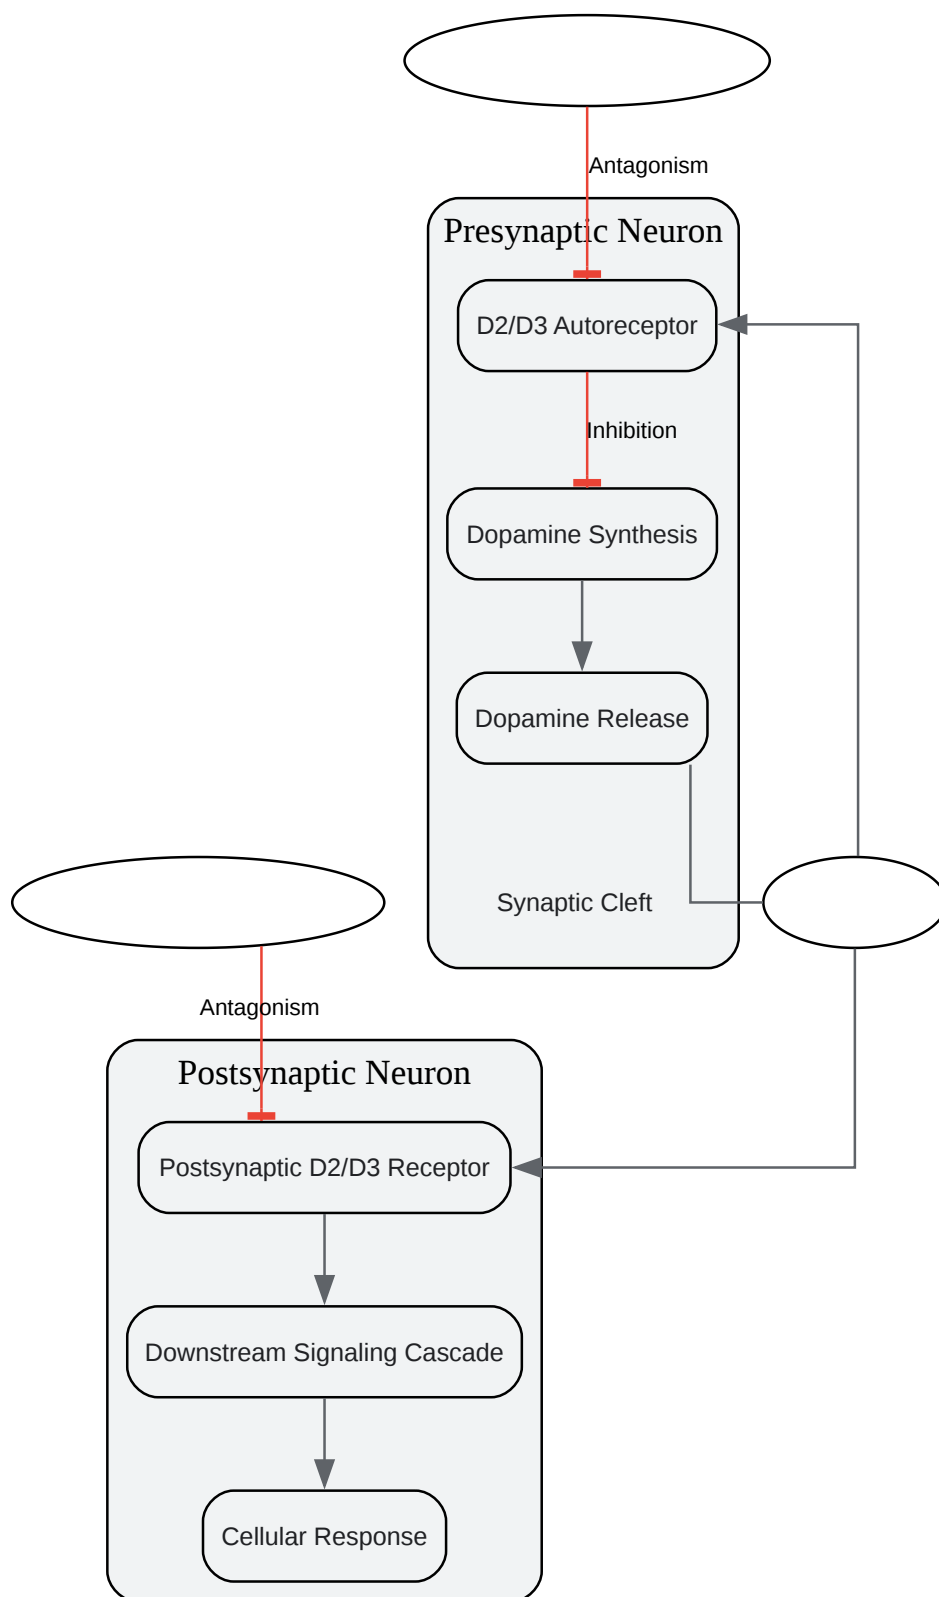 Antagonism
Presynaptic Neuron
D2/D3 Autoreceptor
Inhibition
Dopamine Synthesis
Dopamine Release
Synaptic Cleft
Antagonism
Postsynaptic Neuron
Postsynaptic D2/D3 Receptor
Downstream Signaling Cascade
Cellular Response